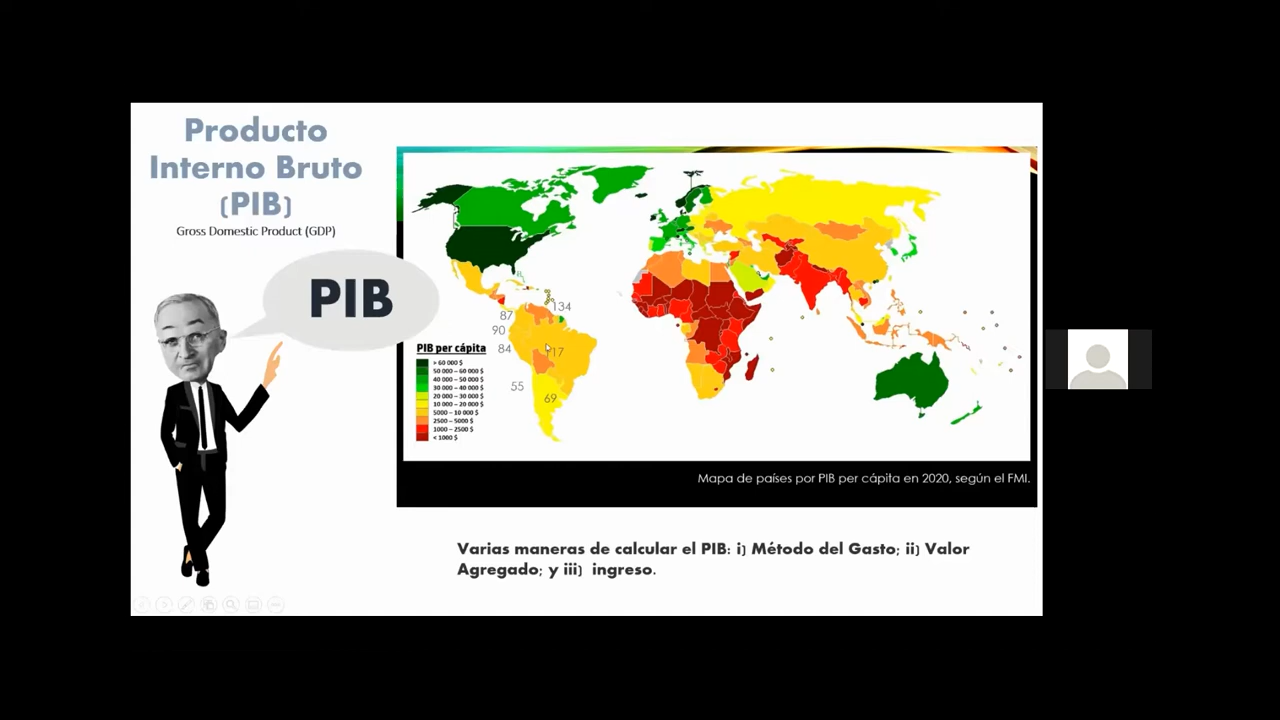 Producto
Interno Bruto
(PIB)
Gross Domestic Product (GDP)
PIB
134
87
90
84
117
55
69
PIB per cápita
> 60 000 $
50 000 – 60 000 $
40 000 – 50 000 $
30 000 – 40 000 $
20 000 – 30 000 $
10 000 – 20 000 $
5000 – 10 000 $
2500 – 5000 $
1000 – 2500 $
< 1000 $
Mapa de países por PIB per cápita en 2020, según el FMI.
Varias maneras de calcular el PIB: i) Método del Gasto; ii) Valor
Agregado; y iii) ingreso.